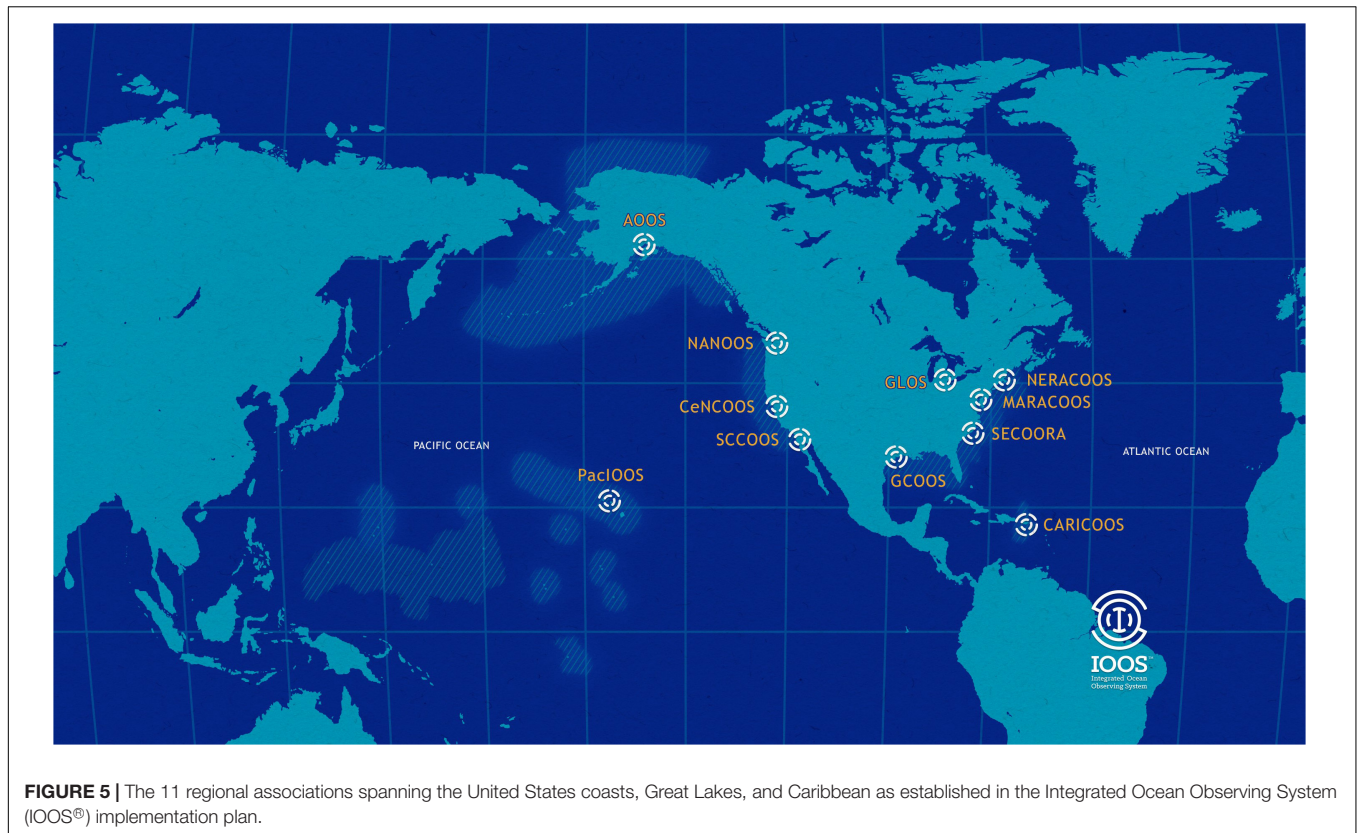 AOOS
NANOOS
GLOS
NERACOOS
CeNCOOS
MARACOOS
SCCOOS
SECOORA
PACIFIC OCEAN
ATLANTIC OCEAN
GCOOS
PacIOOS
CARICOOS
IOOS™
Integrated Ocean
Observing System
FIGURE 5 | The 11 regional associations spanning the United States coasts, Great Lakes, and Caribbean as established in the Integrated Ocean Observing System
(IOOS®) implementation plan.